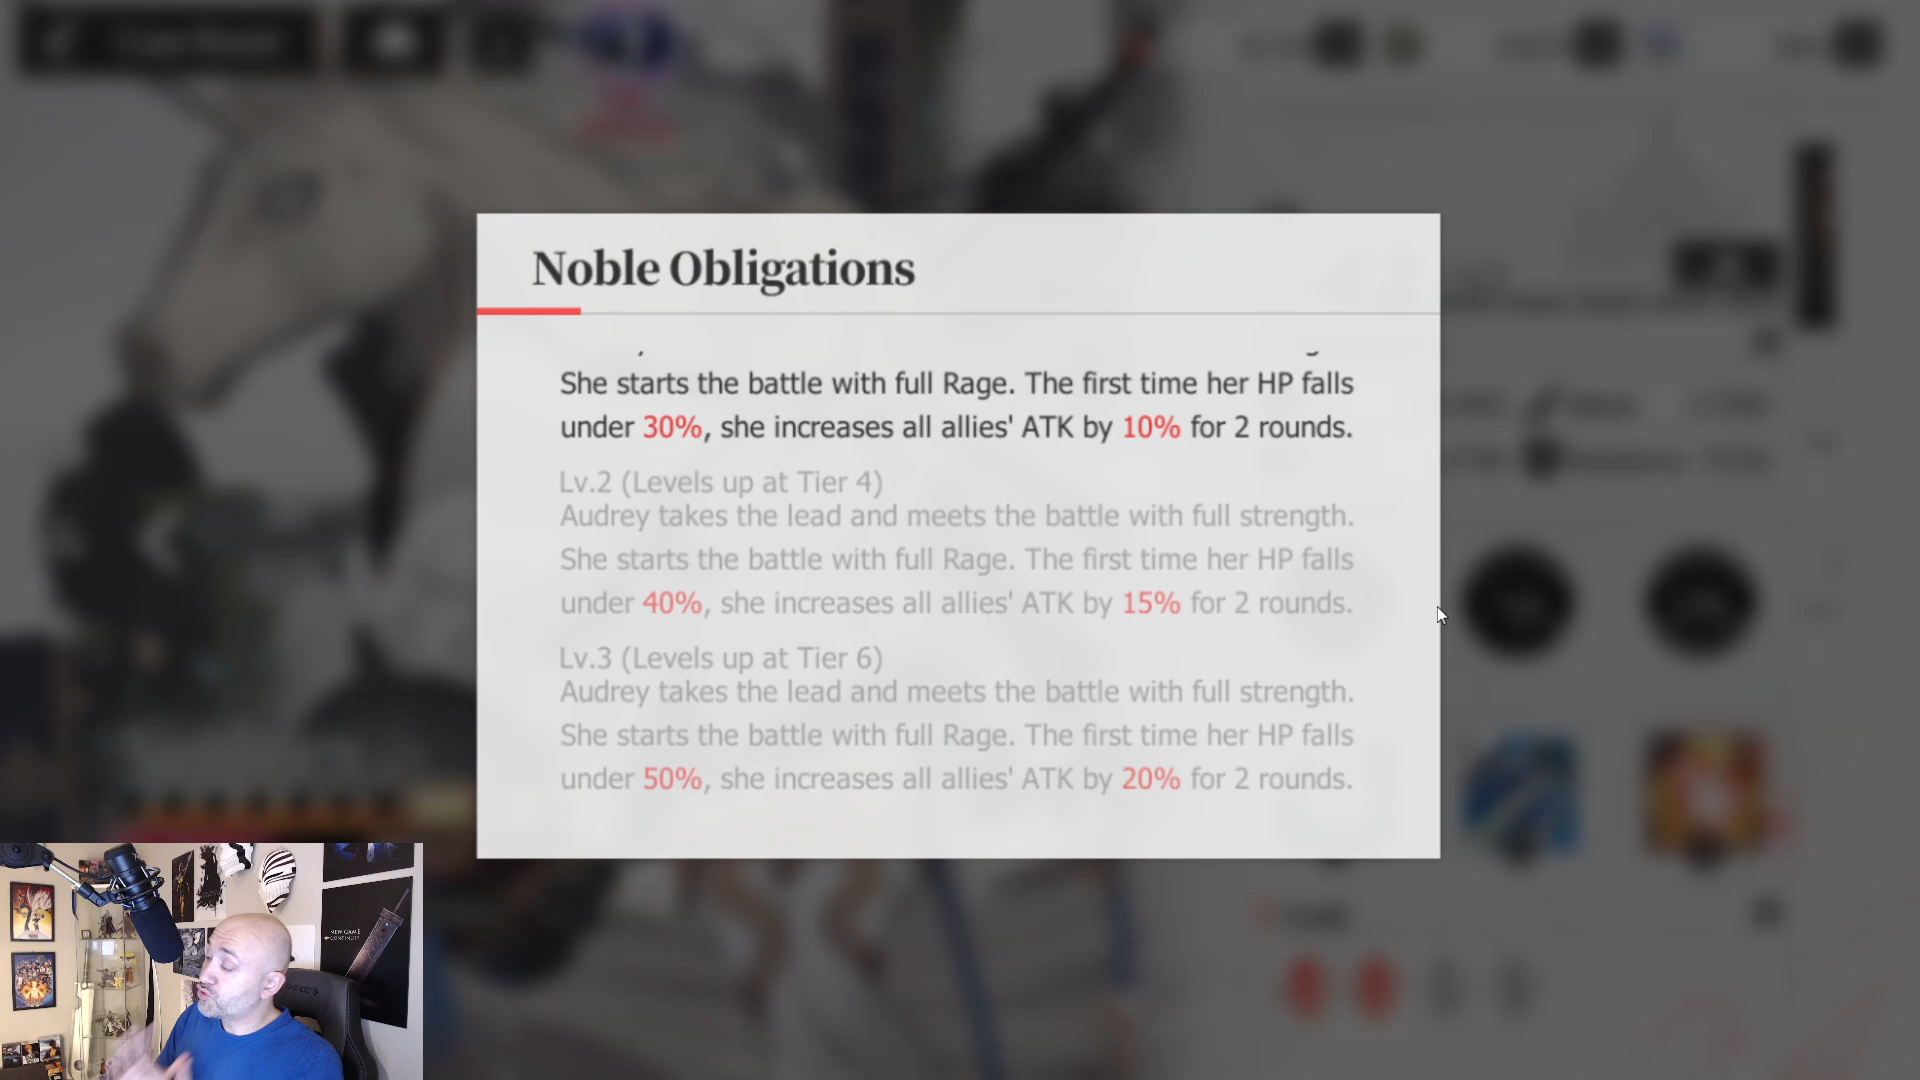 Noble Obligations
She starts the battle with full Rage. The first time her HP falls
under 30%, she increases all allies' ATK by 10% for 2 rounds.
Lv.2 (Levels up at Tier 4)
Audrey takes the lead and meets the battle with full strength.
She starts the battle with full Rage. The first time her HP falls
under 40%, she increases all allies' ATK by 15% for 2 rounds.
Lv.3 (Levels up at Tier 6)
Audrey takes the lead and meets the battle with full strength.
She starts the battle with full Rage. The first time her HP falls
under 50%, she increases all allies' ATK by 20% for 2 rounds.
NEW GAME
CONTINUE?